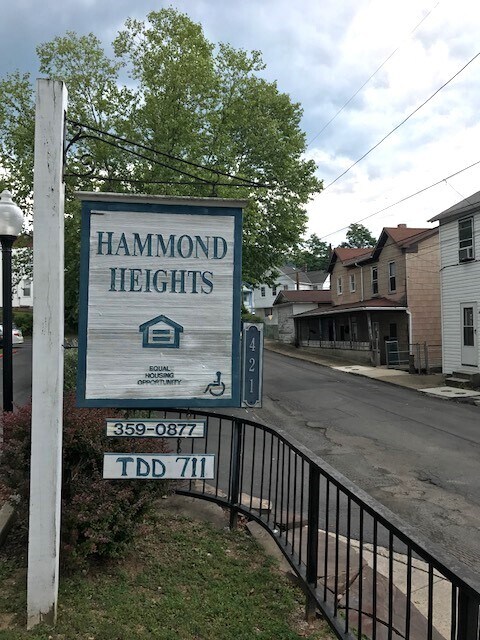 HAMMOND
HEIGHTS
EQUAL
HOUSING
OPPORTUNITY
421
359-0877
TDD 711